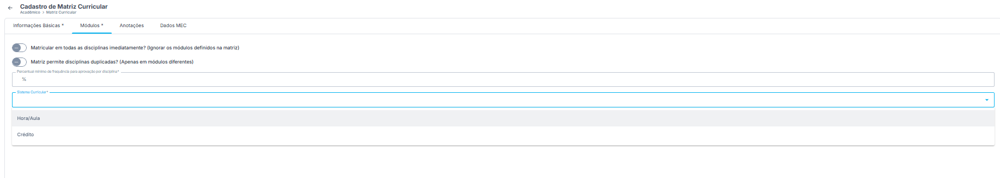 Cadastro de Matriz Curricular
Acadêmico > Matriz Curricular
Informações Básicas * Módulos * Anotações Dados MEC
Matricular em todas as disciplinas imediatamente? (Ignorar os módulos definidos na matriz)
Matriz permite disciplinas duplicadas? (Apenas em módulos diferentes)
Percentual mínimo de frequência para aprovação por disciplina*
%
Sistema Curricular*
Hora/Aula
Crédito